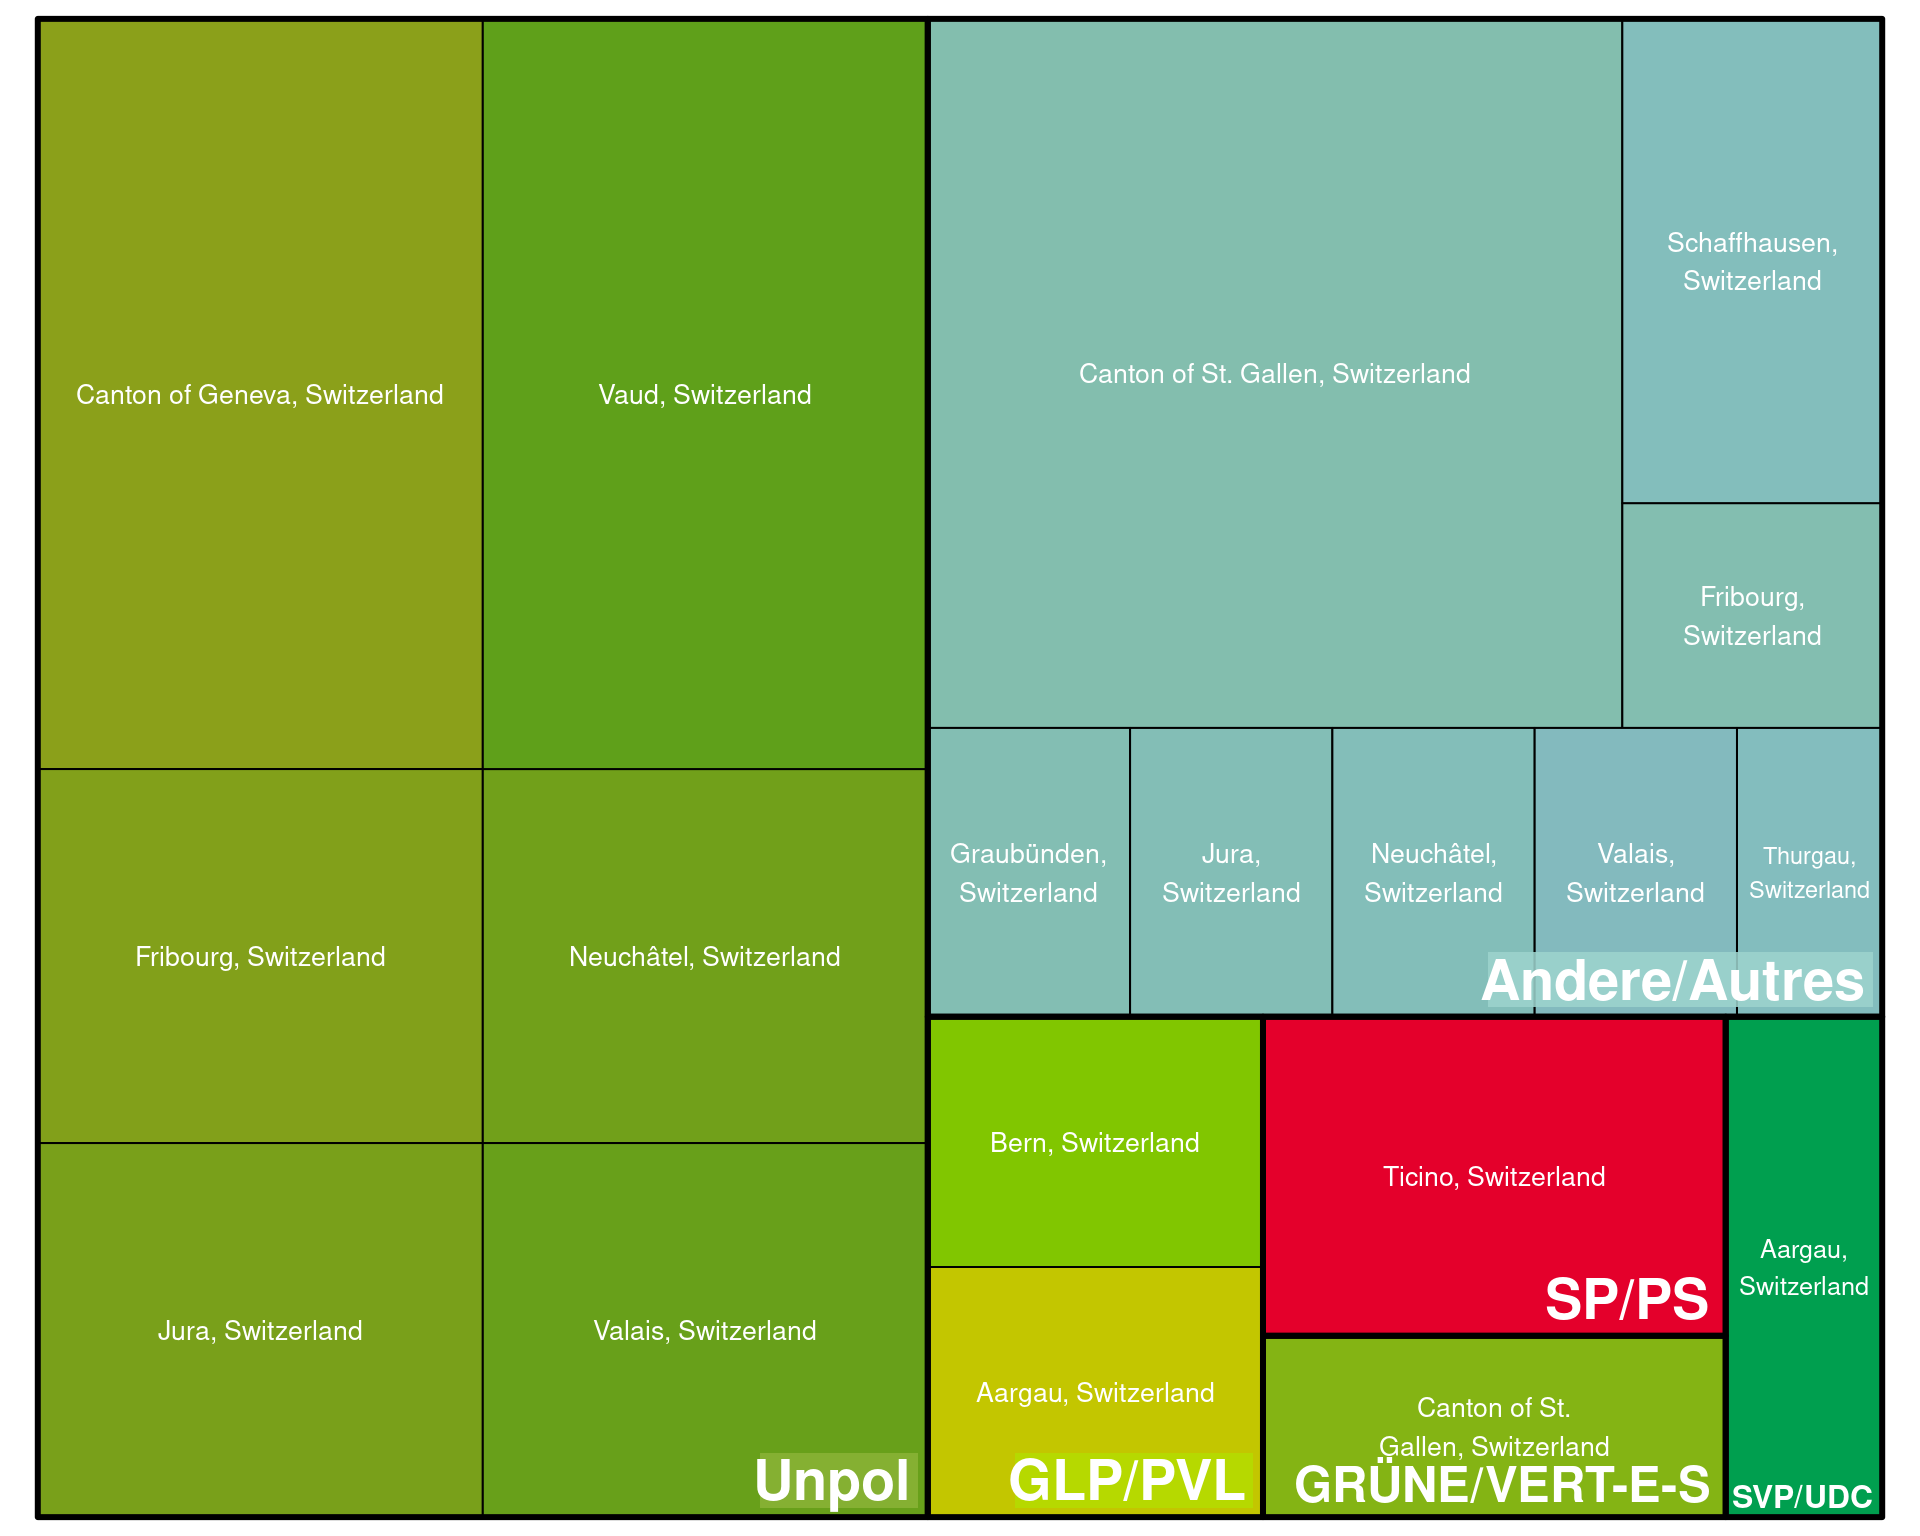 Canton of Geneva, Switzerland
Vaud, Switzerland
Fribourg, Switzerland
Neuchâtel, Switzerland
Jura, Switzerland
Valais, Switzerland
Unpol
Canton of St. Gallen, Switzerland
Schaffhausen,
Switzerland
Fribourg,
Switzerland
Graubünden,
Switzerland
Jura,
Switzerland
Neuchâtel,
Switzerland
Valais,
Switzerland
Thurgau,
Switzerland
Andere/Autres
Bern, Switzerland
Aargau, Switzerland
GLP/PVL
Ticino, Switzerland
SP/PS
Canton of St.
Gallen, Switzerland
GRÜNE/VERT-E-S
Aargau,
Switzerland
SVP/UDC